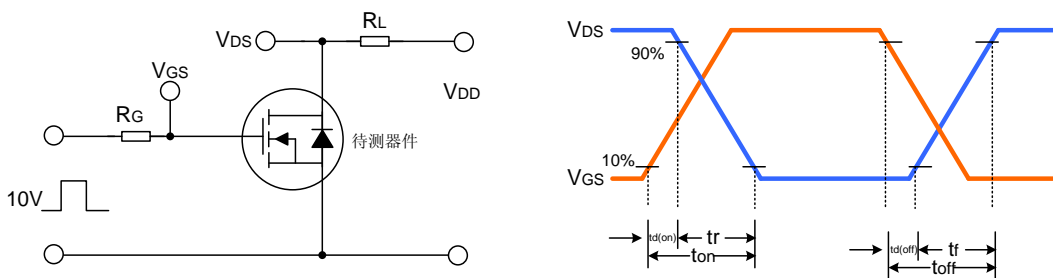 RL
VDS
VGS
VDD
RG
待测器件
10V
VDS
90%
10%
VGS
td(on)
tr
ton
td(off)
tf
toff